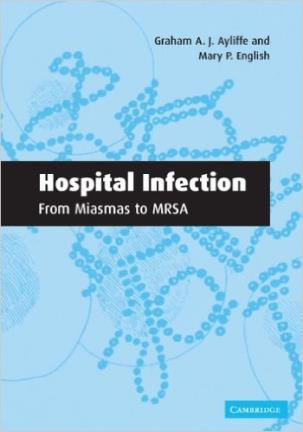 Graham A. J. Ayliffe and
Mary P. English
Hospital Infection
From Miasmas to MRSA
CAMBRIDGE